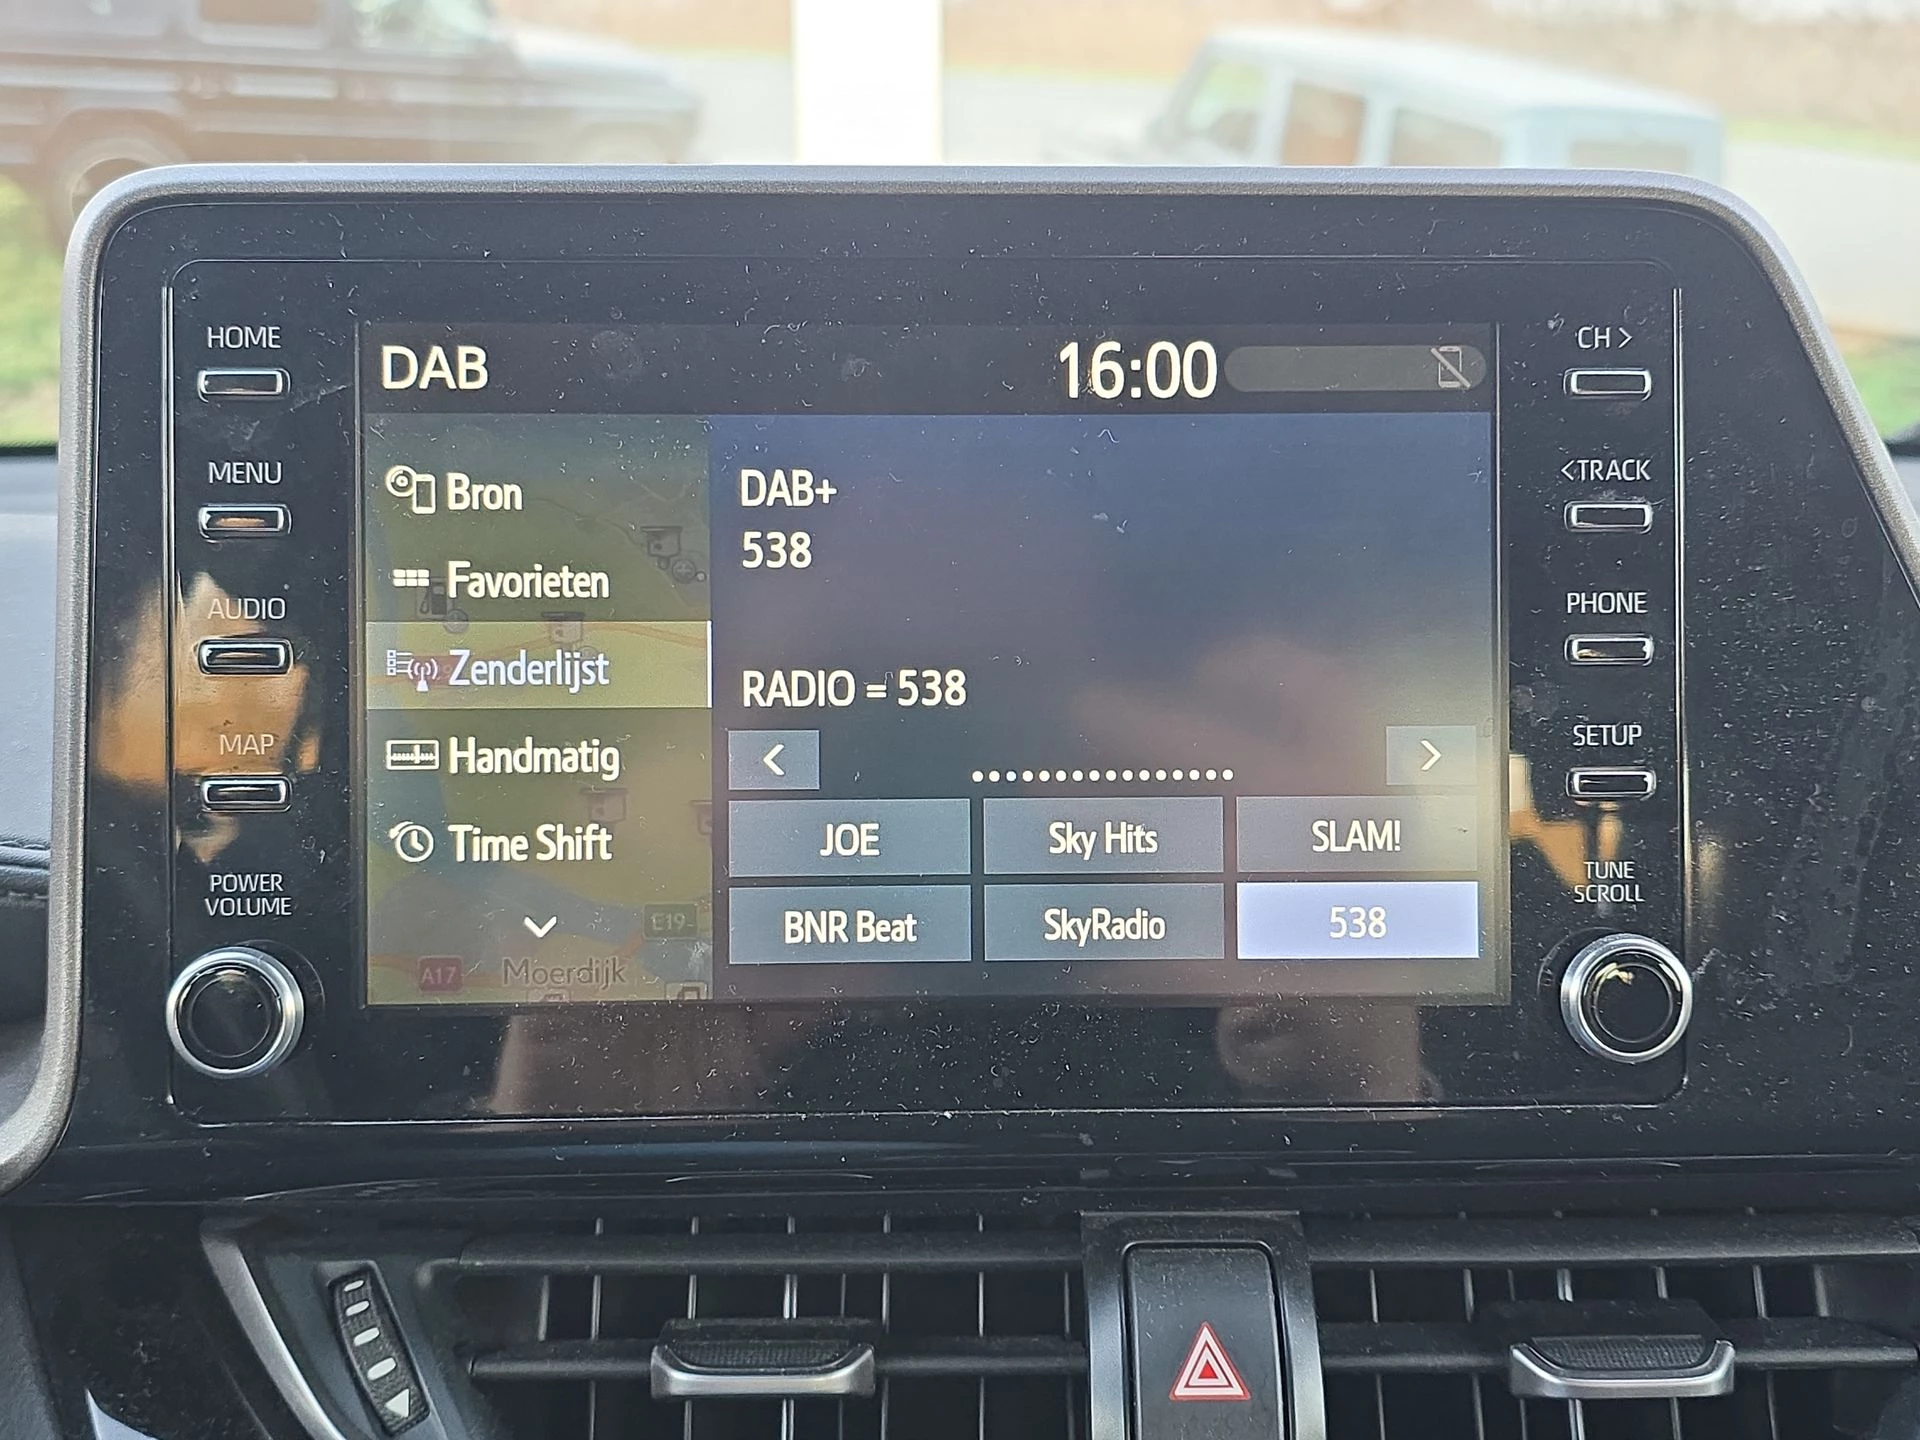 HOME
MENU
AUDIO
MAP
POWER
VOLUME
DAB
16:00
Bron
Favorieten
Zenderlijst
Handmatig
Time Shift
E19
A17
Moerdijk
DAB+
538
RADIO = 538
<
>
JOE
Sky Hits
SLAM!
BNR Beat
SkyRadio
538
CH >
<TRACK
PHONE
SETUP
TUNE
SCROLL